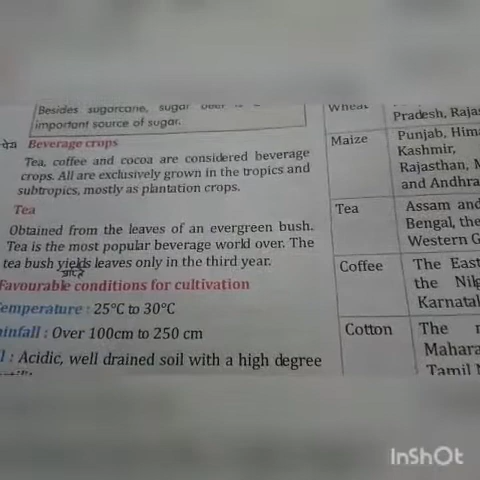 Besides sugarcane, sugar beet is
important source of sugar.
Beverage crops
Tea, coffee and cocoa are considered beverage
crops. All are exclusively grown in the tropics and
subtropics, mostly as plantation crops.
Tea
Obtained from the leaves of an evergreen bush.
Tea is the most popular beverage world over. The
tea bush yields leaves only in the third year.
Favourable conditions for cultivation
Temperature : 25°C to 30°C
ainfall : Over 100cm to 250 cm
l : Acidic, well drained soil with a high degree
Wheat
Pradesh, Rajas
Maize
Punjab, Hima
Kashmir,
Rajasthan, M
and Andhra
Tea
Assam and
Bengal, the
Western G
Coffee
The East
the Nilg
Karnatak
Cotton
The
Mahara
Tamil N
InShOt